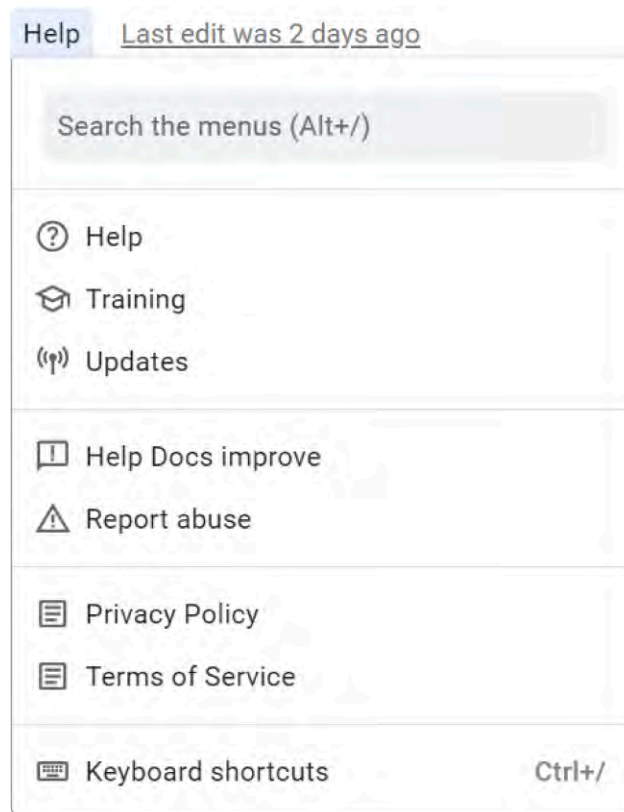 Help Last edit was 2 days ago
Search the menus (Alt+/)
Help
Training
Updates
Help Docs improve
Report abuse
Privacy Policy
Terms of Service
Keyboard shortcuts Ctrl+/